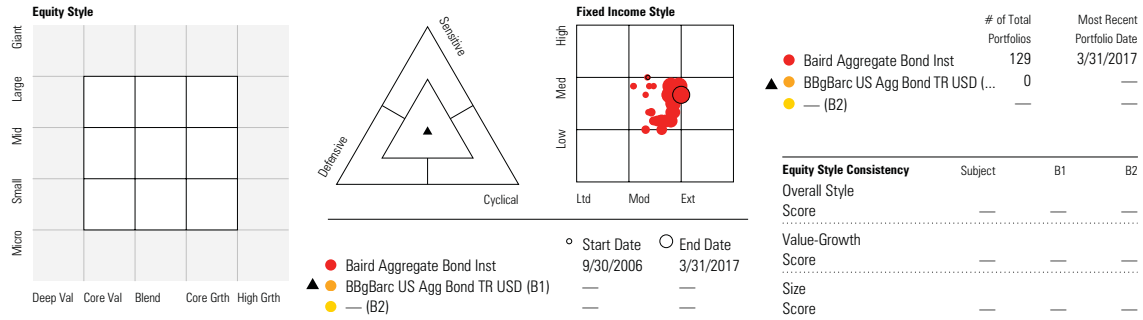 Equity Style
Giant
Large
Mid
Small
Micro
Deep Val Core Val Blend Core Grth High Grth
Sensitive
Defensive
Cyclical
Fixed Income Style
High
Med
Low
Ltd Mod Ext
Start Date End Date
Baird Aggregate Bond Inst 9/30/2006 3/31/2017
BBgBarc US Agg Bond TR USD (B1) — —
— (B2) — —
# of Total Most Recent
Portfolios Portfolio Date
Baird Aggregate Bond Inst 129 3/31/2017
BBgBarc US Agg Bond TR USD (... 0 —
— (B2) — —
Equity Style Consistency Subject B1 B2
Overall Style
Score — — —
Value-Growth
Score — — —
Size
Score — — —